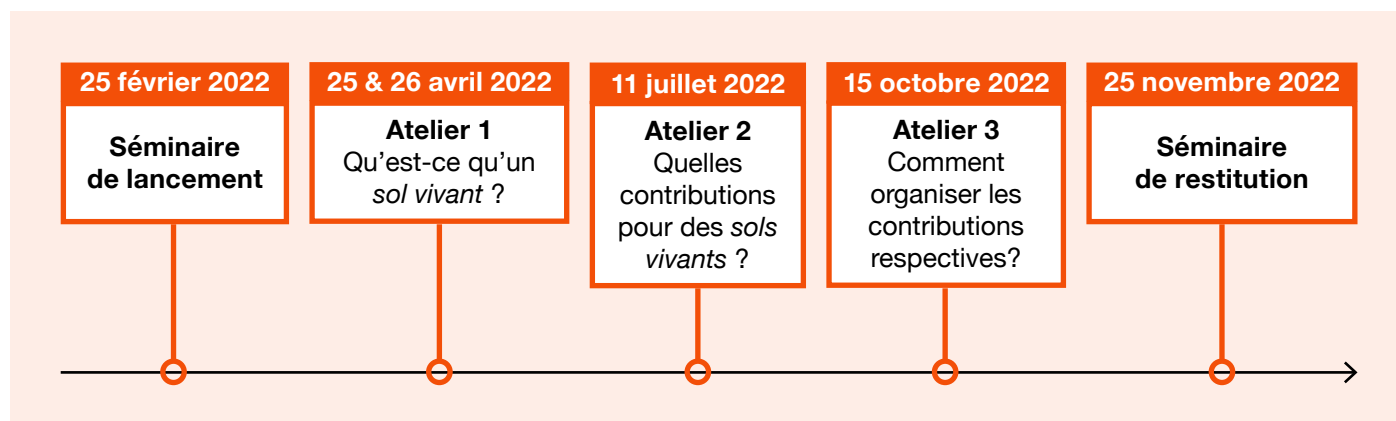 25 février 2022
Séminaire
de lancement
25 & 26 avril 2022
Atelier 1
Qu’est-ce qu’un
sol vivant ?
11 juillet 2022
Atelier 2
Quelles
contributions
pour des sols
vivants ?
15 octobre 2022
Atelier 3
Comment
organiser les
contributions
respectives?
25 novembre 2022
Séminaire
de restitution